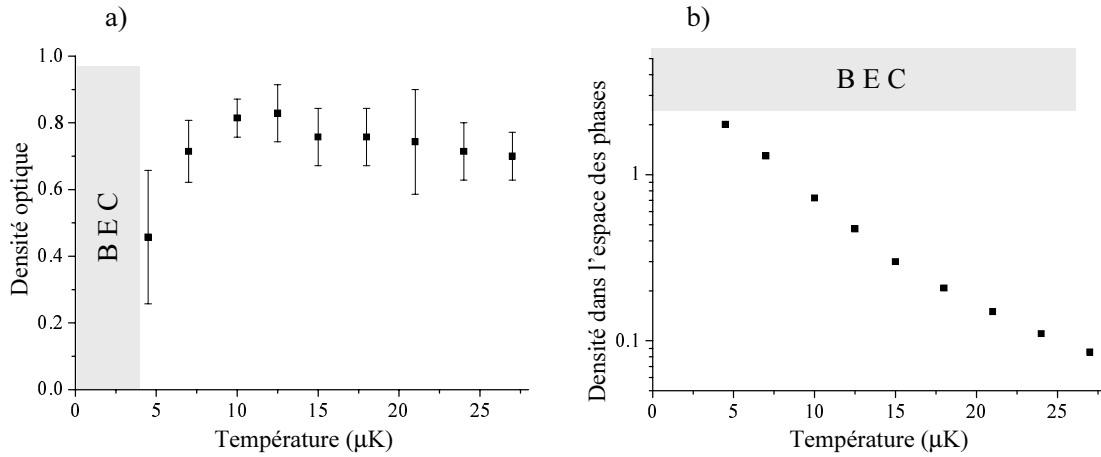 a)
Densité optique
1.0
0.8
0.6
0.4
0.2
0.0
B E C
0 5 10 15 20 25
Température (μK)
b)
Densité dans l'espace des phases
B E C
1
0.1
0 5 10 15 20 25
Température (μK)